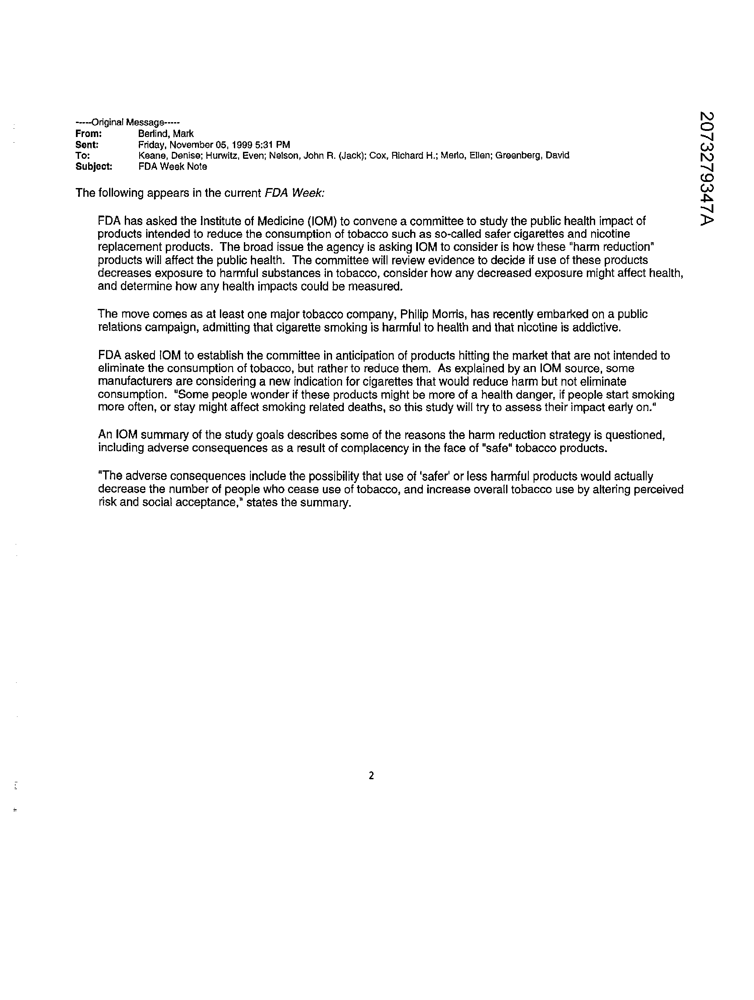 -----Original Message-----
From: Berlind, Mark
Sent: Friday, November 05, 1999 5:31 PM
To: Keane, Denise; Hurwitz, Even; Nelson, John R. (Jack); Cox, Richard H.; Merlo, Ellen; Greenberg, David
Subject: FDA Week Note
The following appears in the current FDA Week:
FDA has asked the Institute of Medicine (IOM) to convene a committee to study the public health impact of
products intended to reduce the consumption of tobacco such as so-called safer cigarettes and nicotine
replacement products. The broad issue the agency is asking IOM to consider is how these "harm reduction"
products will affect the public health. The committee will review evidence to decide if use of these products
decreases exposure to harmful substances in tobacco, consider how any decreased exposure might affect health,
and determine how any health impacts could be measured.
The move comes as at least one major tobacco company, Philip Morris, has recently embarked on a public
relations campaign, admitting that cigarette smoking is harmful to health and that nicotine is addictive.
FDA asked IOM to establish the committee in anticipation of products hitting the market that are not intended to
eliminate the consumption of tobacco, but rather to reduce them. As explained by an IOM source, some
manufacturers are considering a new indication for cigarettes that would reduce harm but not eliminate
consumption. "Some people wonder if these products might be more of a health danger, if people start smoking
more often, or stay might affect smoking related deaths, so this study will try to assess their impact early on."
An IOM summary of the study goals describes some of the reasons the harm reduction strategy is questioned,
including adverse consequences as a result of complacency in the face of "safe" tobacco products.
"The adverse consequences include the possibility that use of 'safer' or less harmful products would actually
decrease the number of people who cease use of tobacco, and increase overall tobacco use by altering perceived
risk and social acceptance," states the summary.
2
2073279347A